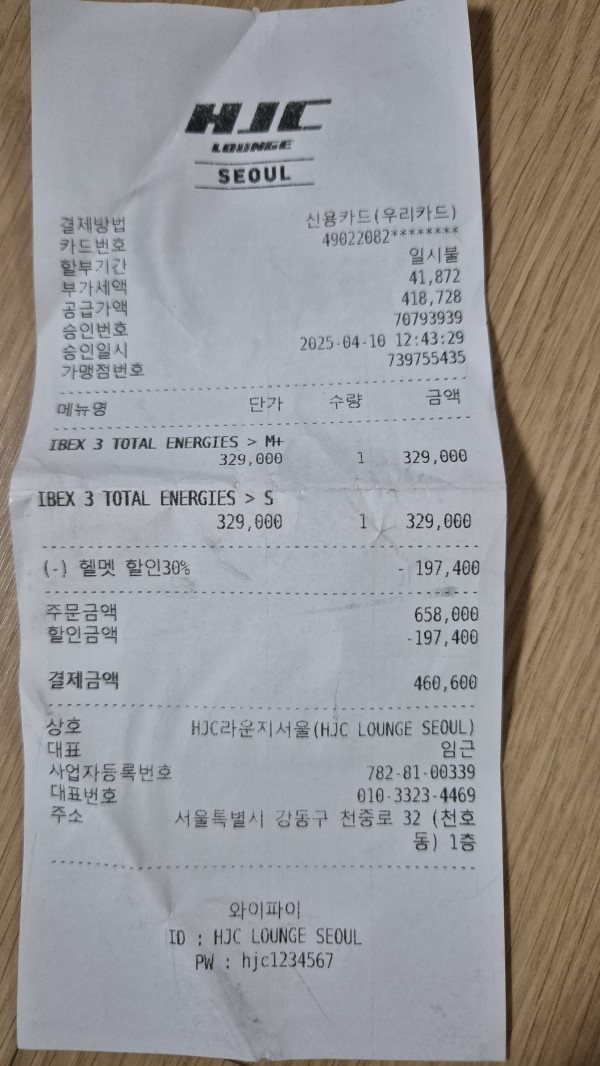 HJC
LOUNGE
SEOUL
결제방법 신용카드(우리카드)
카드번호 49022082********
할부기간 일시불
부가세액 41,872
공급가액 418,728
승인번호 70793939
승인일시 2025-04-10 12:43:29
가맹점번호 739755435
메뉴명 단가 수량 금액
IBEX 3 TOTAL ENERGIES > M+
329,000 1 329,000
IBEX 3 TOTAL ENERGIES > S
329,000 1 329,000
(-) 헬멧 할인30% - 197,400
주문금액 658,000
할인금액 -197,400
결제금액 460,600
상호 HJC라운지서울(HJC LOUNGE SEOUL)
대표 임근
사업자등록번호 782-81-00339
대표번호 010-3323-4469
주소 서울특별시 강동구 천중로 32 (천호
동) 1층
와이파이
ID : HJC LOUNGE SEOUL
PW : hjc1234567